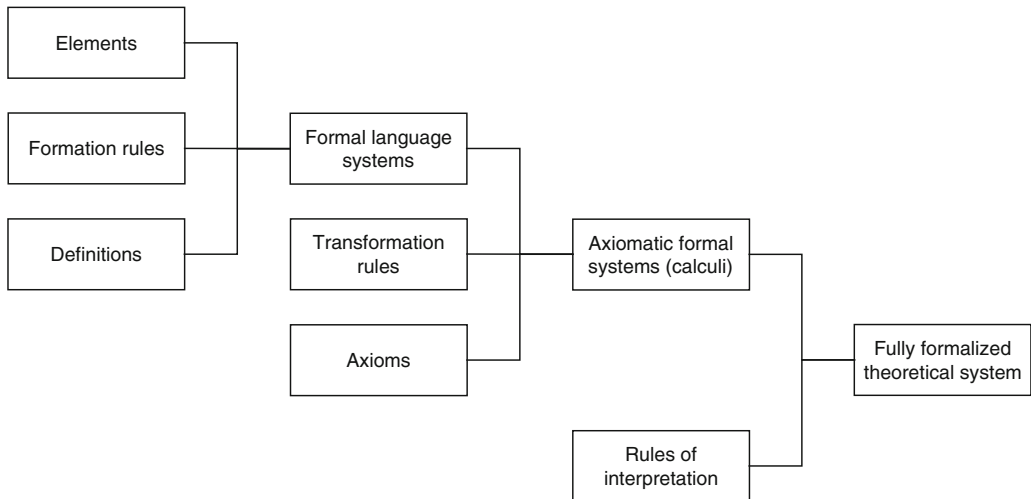 Elements
Formation rules
Definitions
Formal language
systems
Transformation
rules
Axioms
Axiomatic formal
systems (calculi)
Rules of
interpretation
Fully formalized
theoretical system